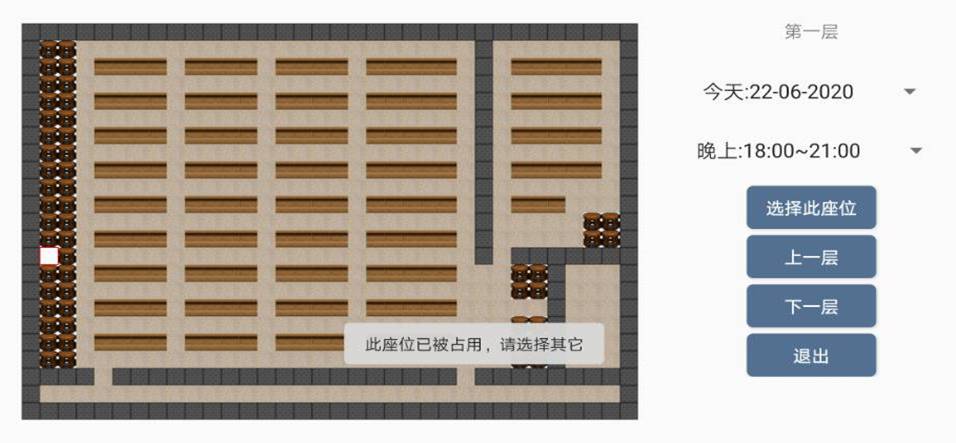 第一层
今天:22-06-2020
晚上:18:00~21:00
选择此座位
上一层
下一层
退出
此座位已被占用，请选择其它